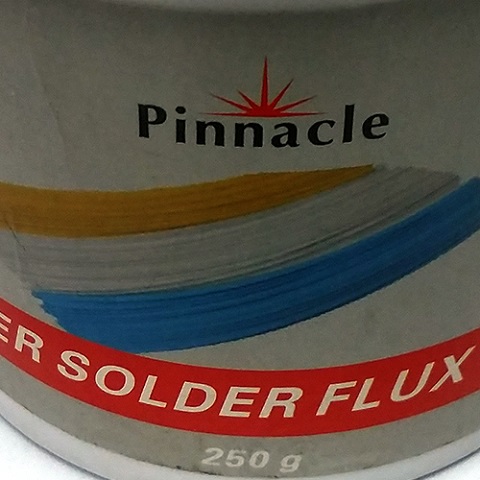 Pinnacle
ER SOLDER FLUX
250 g